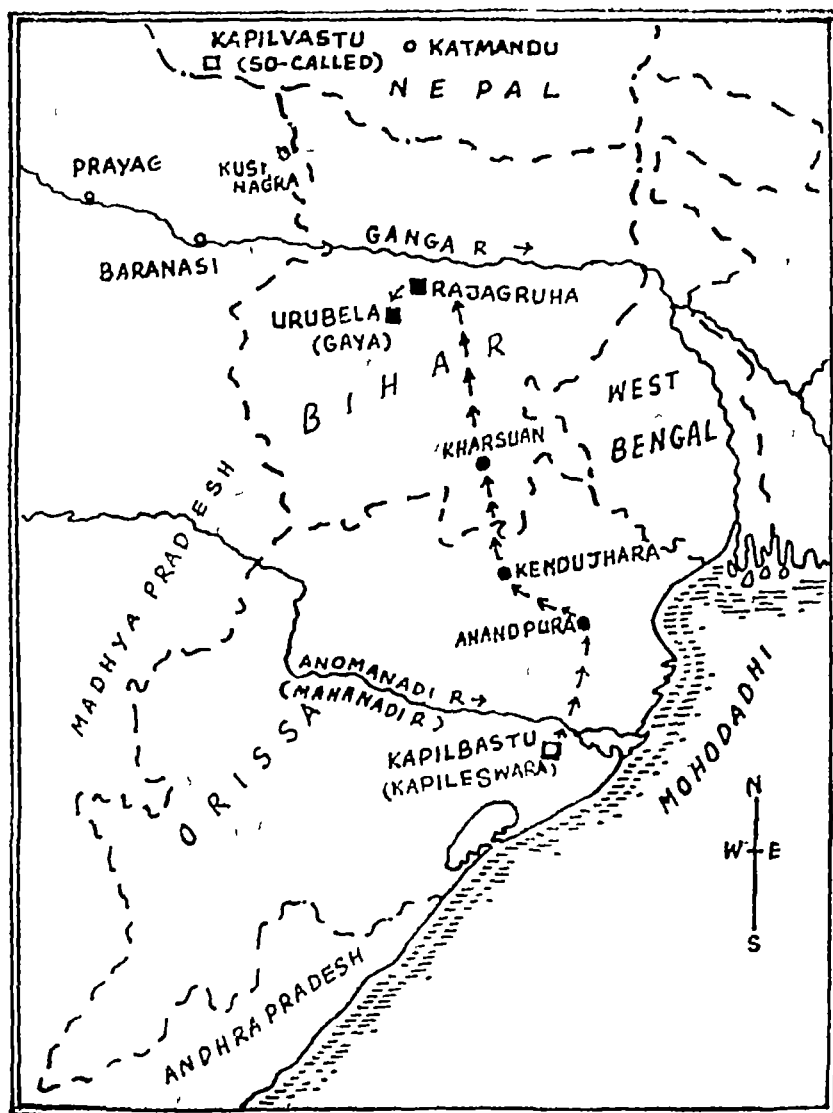 KAPILVASTU
(SO-CALLED)
KATMANDU
NEPAL
PRAYAG
KUSI
NAGRA
BARANASI
GANGA R →
RAJAGRUHA
URUBELA
(GAYA)
BIHAR
WEST
BENGAL
KHARSUAN
MADHYA PRADESH
KENDUJHARA
ANANDPURA
ANOMANADI R →
(MAHANADI R)
ORISSA
KAPILBASTU
(KAPILESWARA)
MOHODADHI
N
W E
S
ANDHRA PRADESH